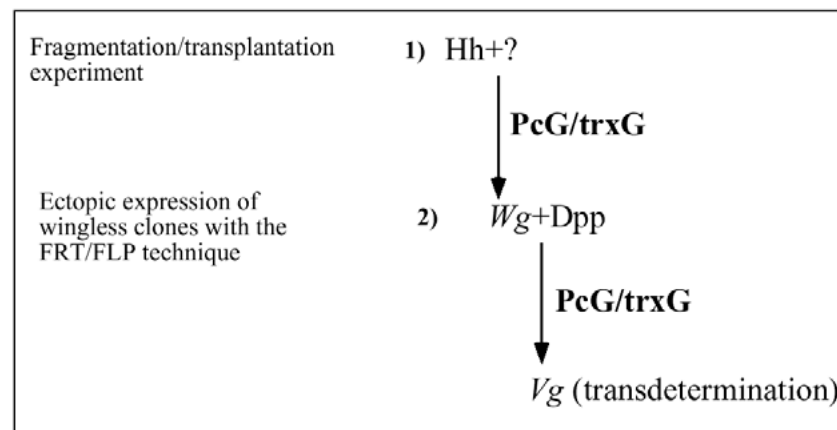 Fragmentation/transplantation
experiment
1) Hh+?
PcG/trxG
Ectopic expression of
wingless clones with the
FRT/FLP technique
2) Wg+Dpp
PcG/trxG
Vg (transdetermination)